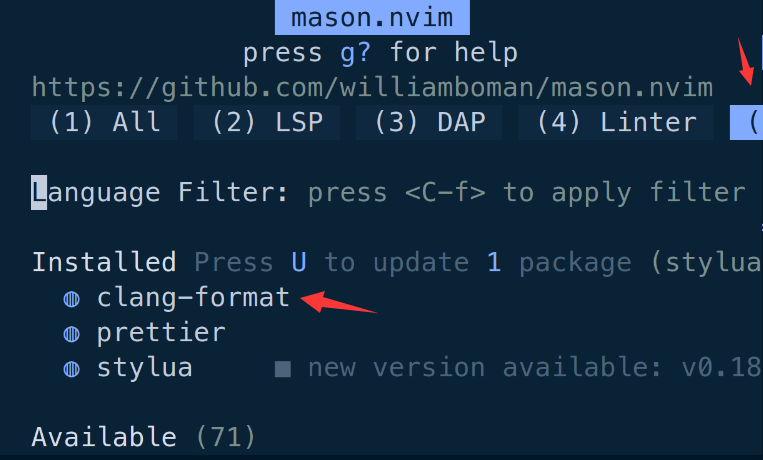 mason.nvim
press g? for help
https://github.com/williamboman/mason.nvim
(1) All (2) LSP (3) DAP (4) Linter (
Language Filter: press <C-f> to apply filter
Installed Press U to update 1 package (stylua
◍ clang-format
◍ prettier
◍ stylua ■ new version available: v0.18
Available (71)